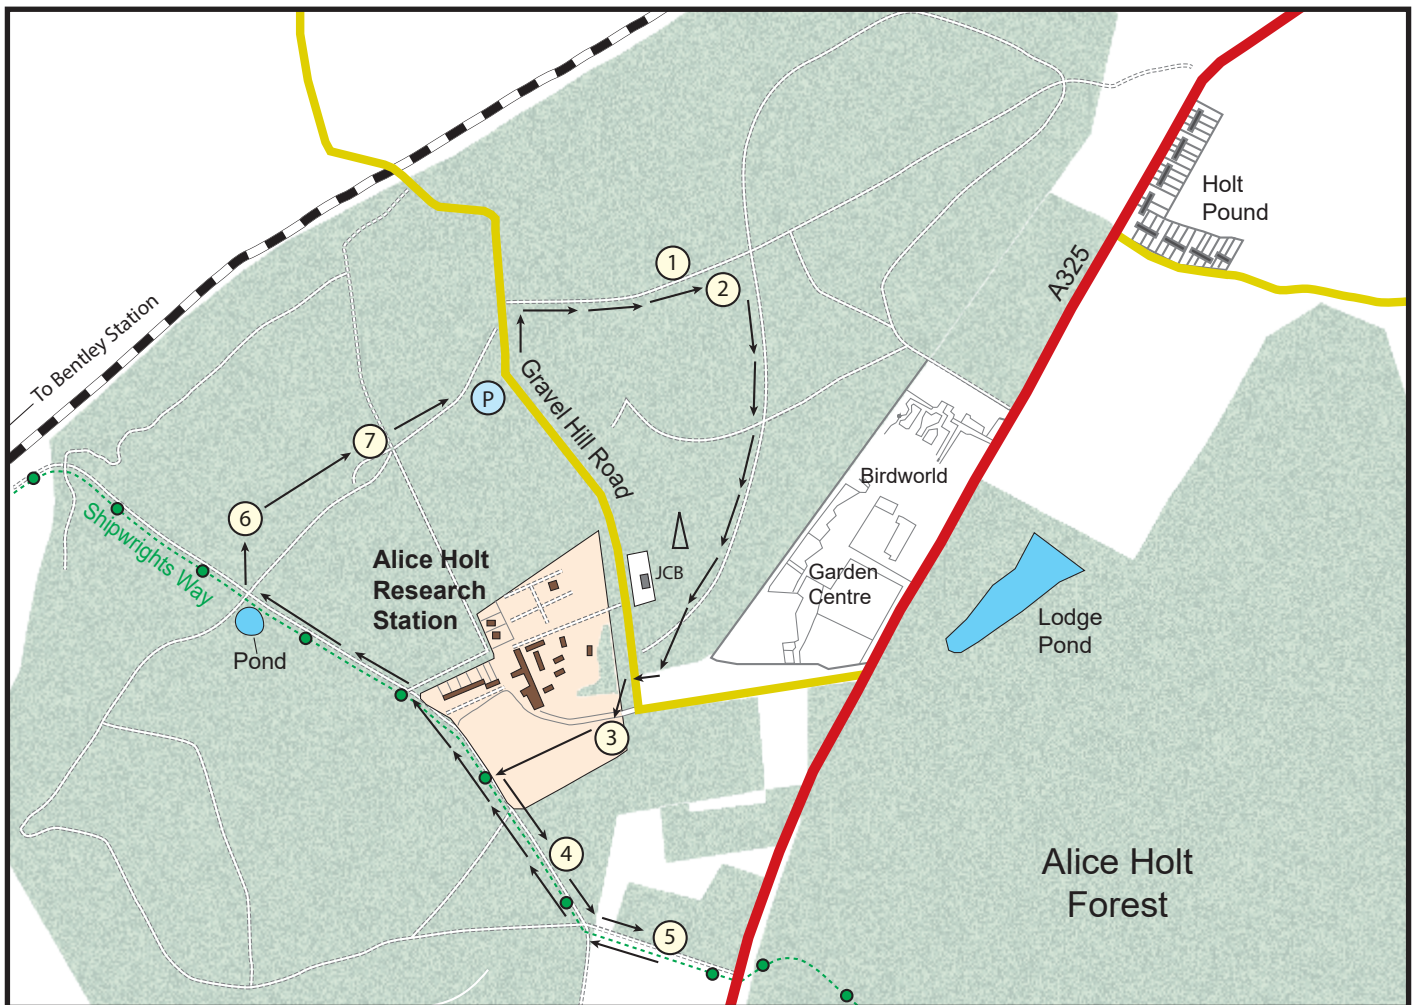 Holt
Pound
1
2
A325
To Bentley Station
Gravel Hill Road
P
7
Birdworld
6
Shipwrights Way
Alice Holt
Research
Station
JCB
Garden
Centre
Lodge
Pond
Pond
3
4
Alice Holt
Forest
5